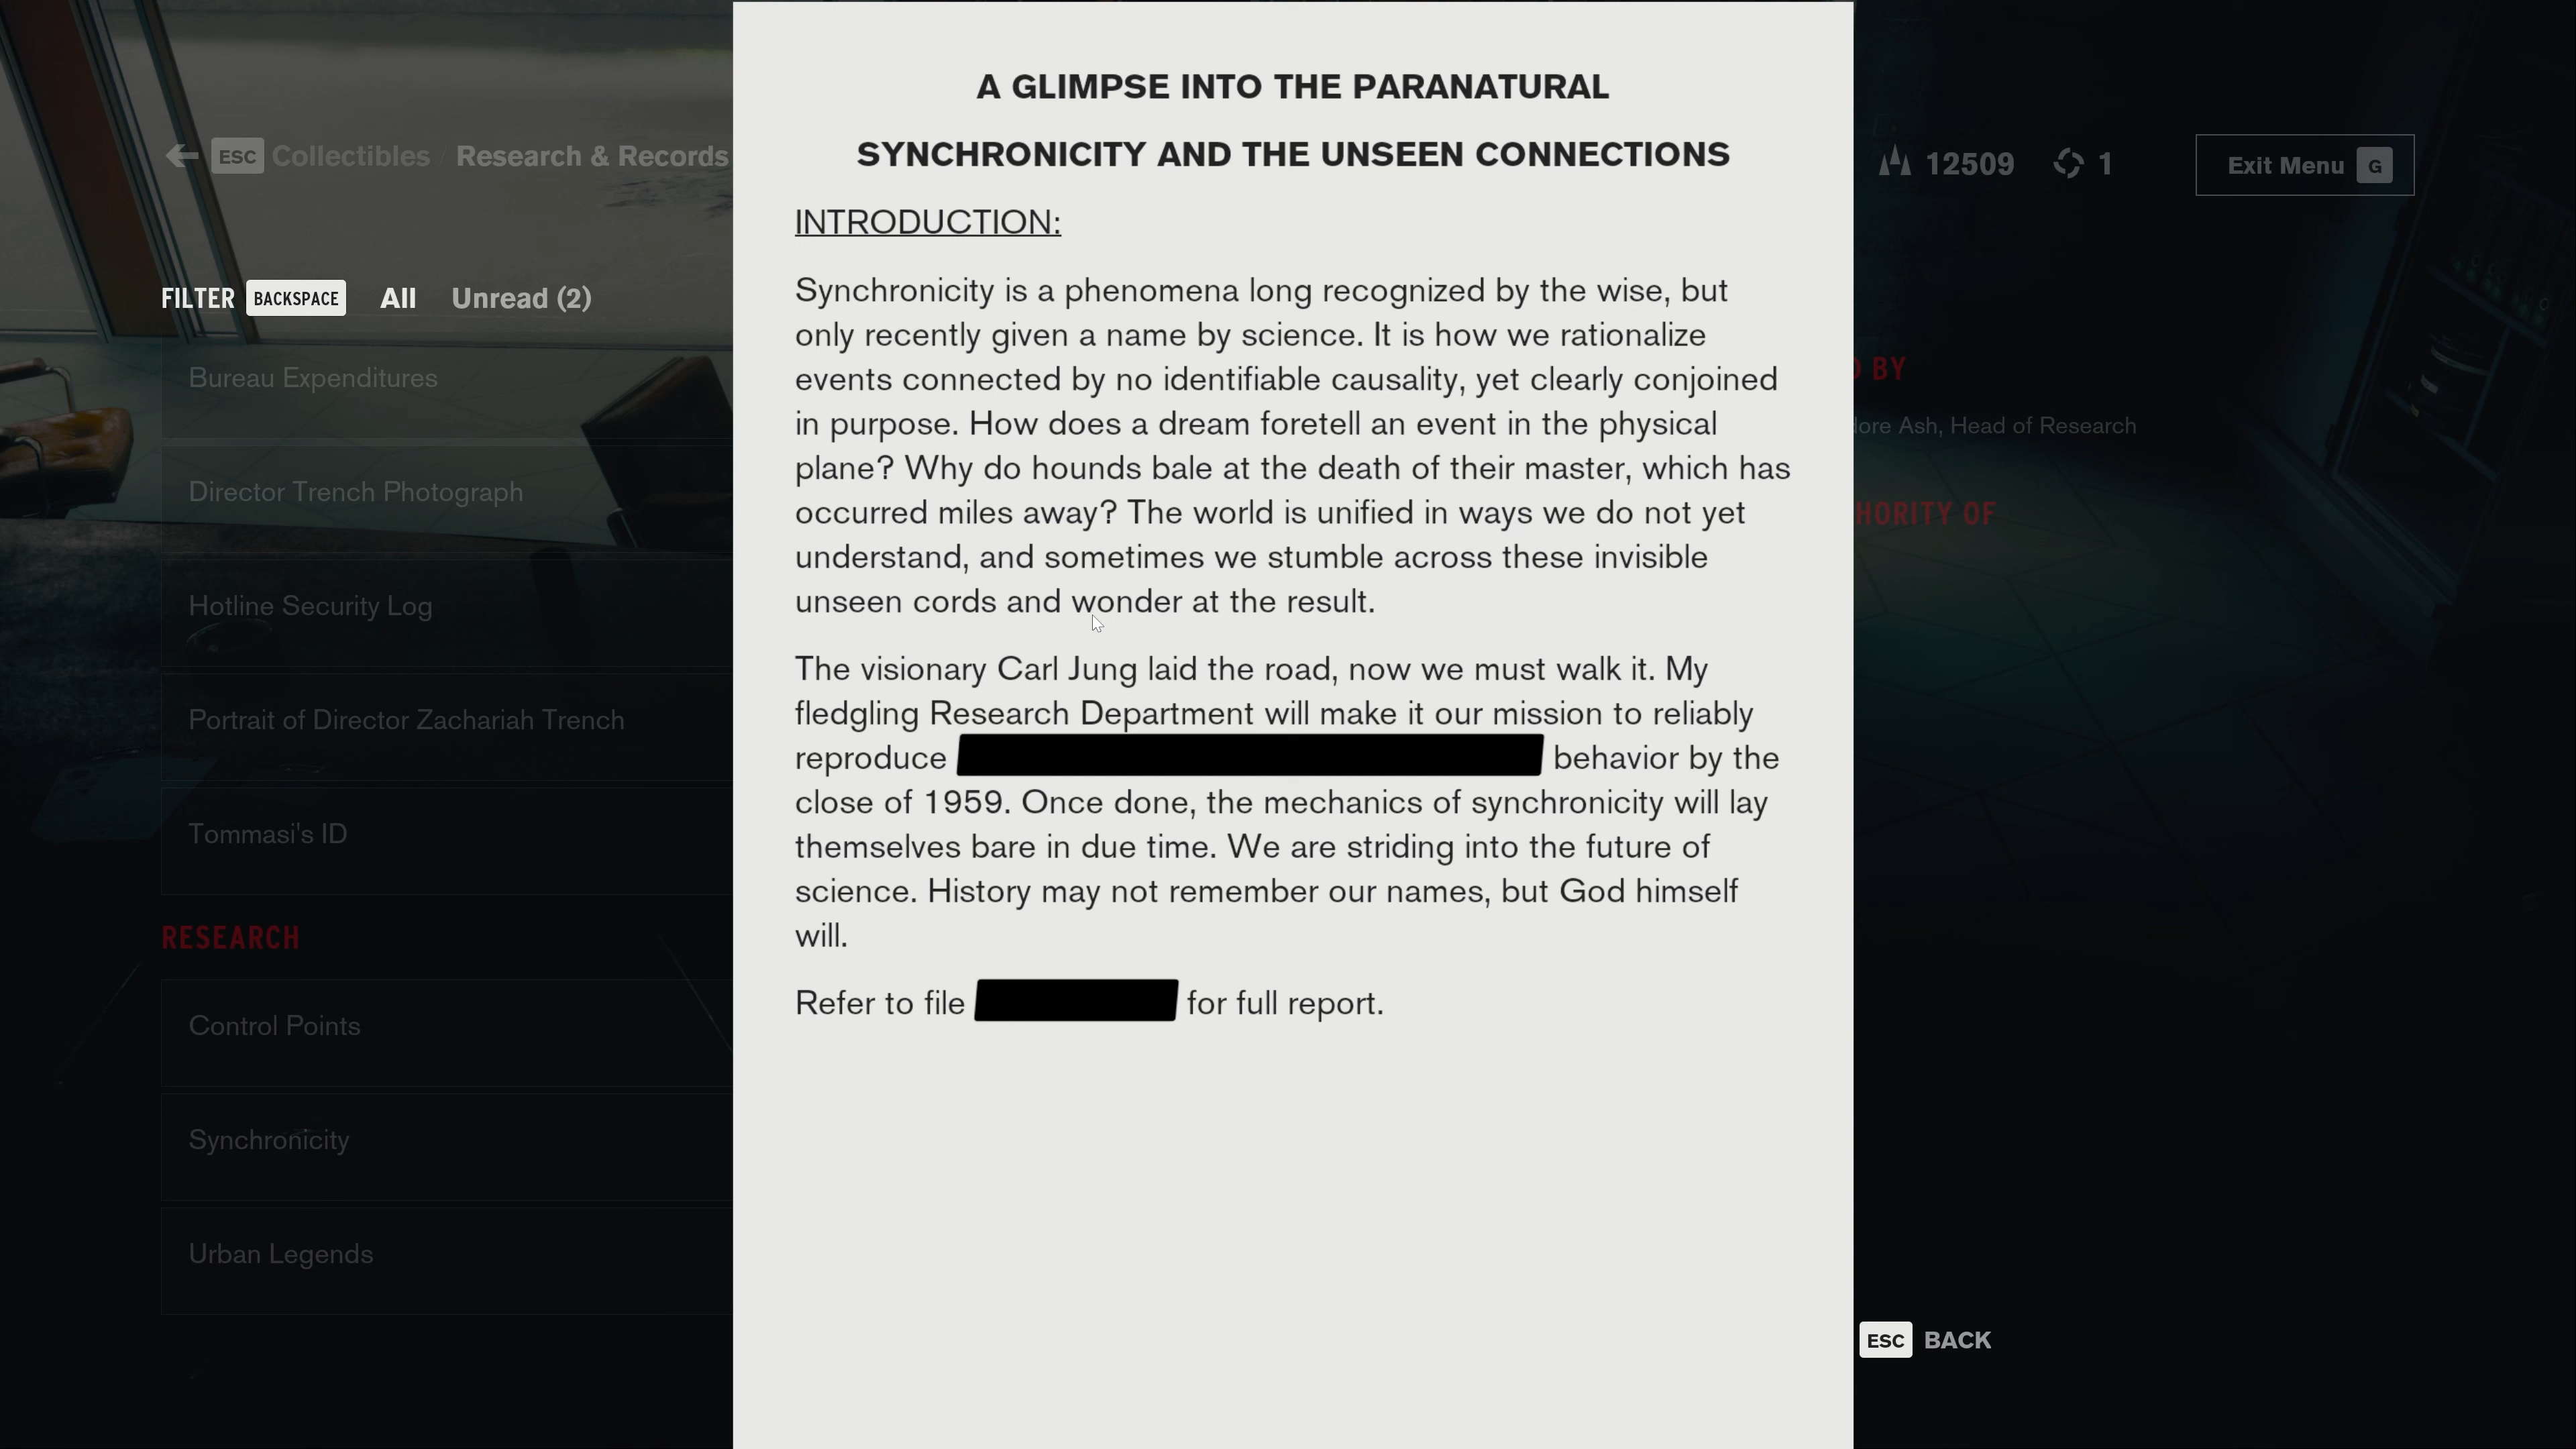 A GLIMPSE INTO THE PARANATURAL
SYNCHRONICITY AND THE UNSEEN CONNECTIONS
INTRODUCTION:
Synchronicity is a phenomena long recognized by the wise, but
only recently given a name by science. It is how we rationalize
events connected by no identifiable causality, yet clearly conjoined
in purpose. How does a dream foretell an event in the physical
plane? Why do hounds bale at the death of their master, which has
occurred miles away? The world is unified in ways we do not yet
understand, and sometimes we stumble across these invisible
unseen cords and wonder at the result.
The visionary Carl Jung laid the road, now we must walk it. My
fledgling Research Department will make it our mission to reliably
reproduce behavior by the
close of 1959. Once done, the mechanics of synchronicity will lay
themselves bare in due time. We are striding into the future of
science. History may not remember our names, but God himself
will.
Refer to file for full report.
ESC Collectibles / Research & Records
FILTER BACKSPACE All Unread (2)
Bureau Expenditures
Director Trench Photograph
Hotline Security Log
Portrait of Director Zachariah Trench
Tommasi's ID
RESEARCH
Control Points
Synchronicity
Urban Legends
12509 1
Exit Menu G
BY
Ash, Head of Research
OF
ESC BACK